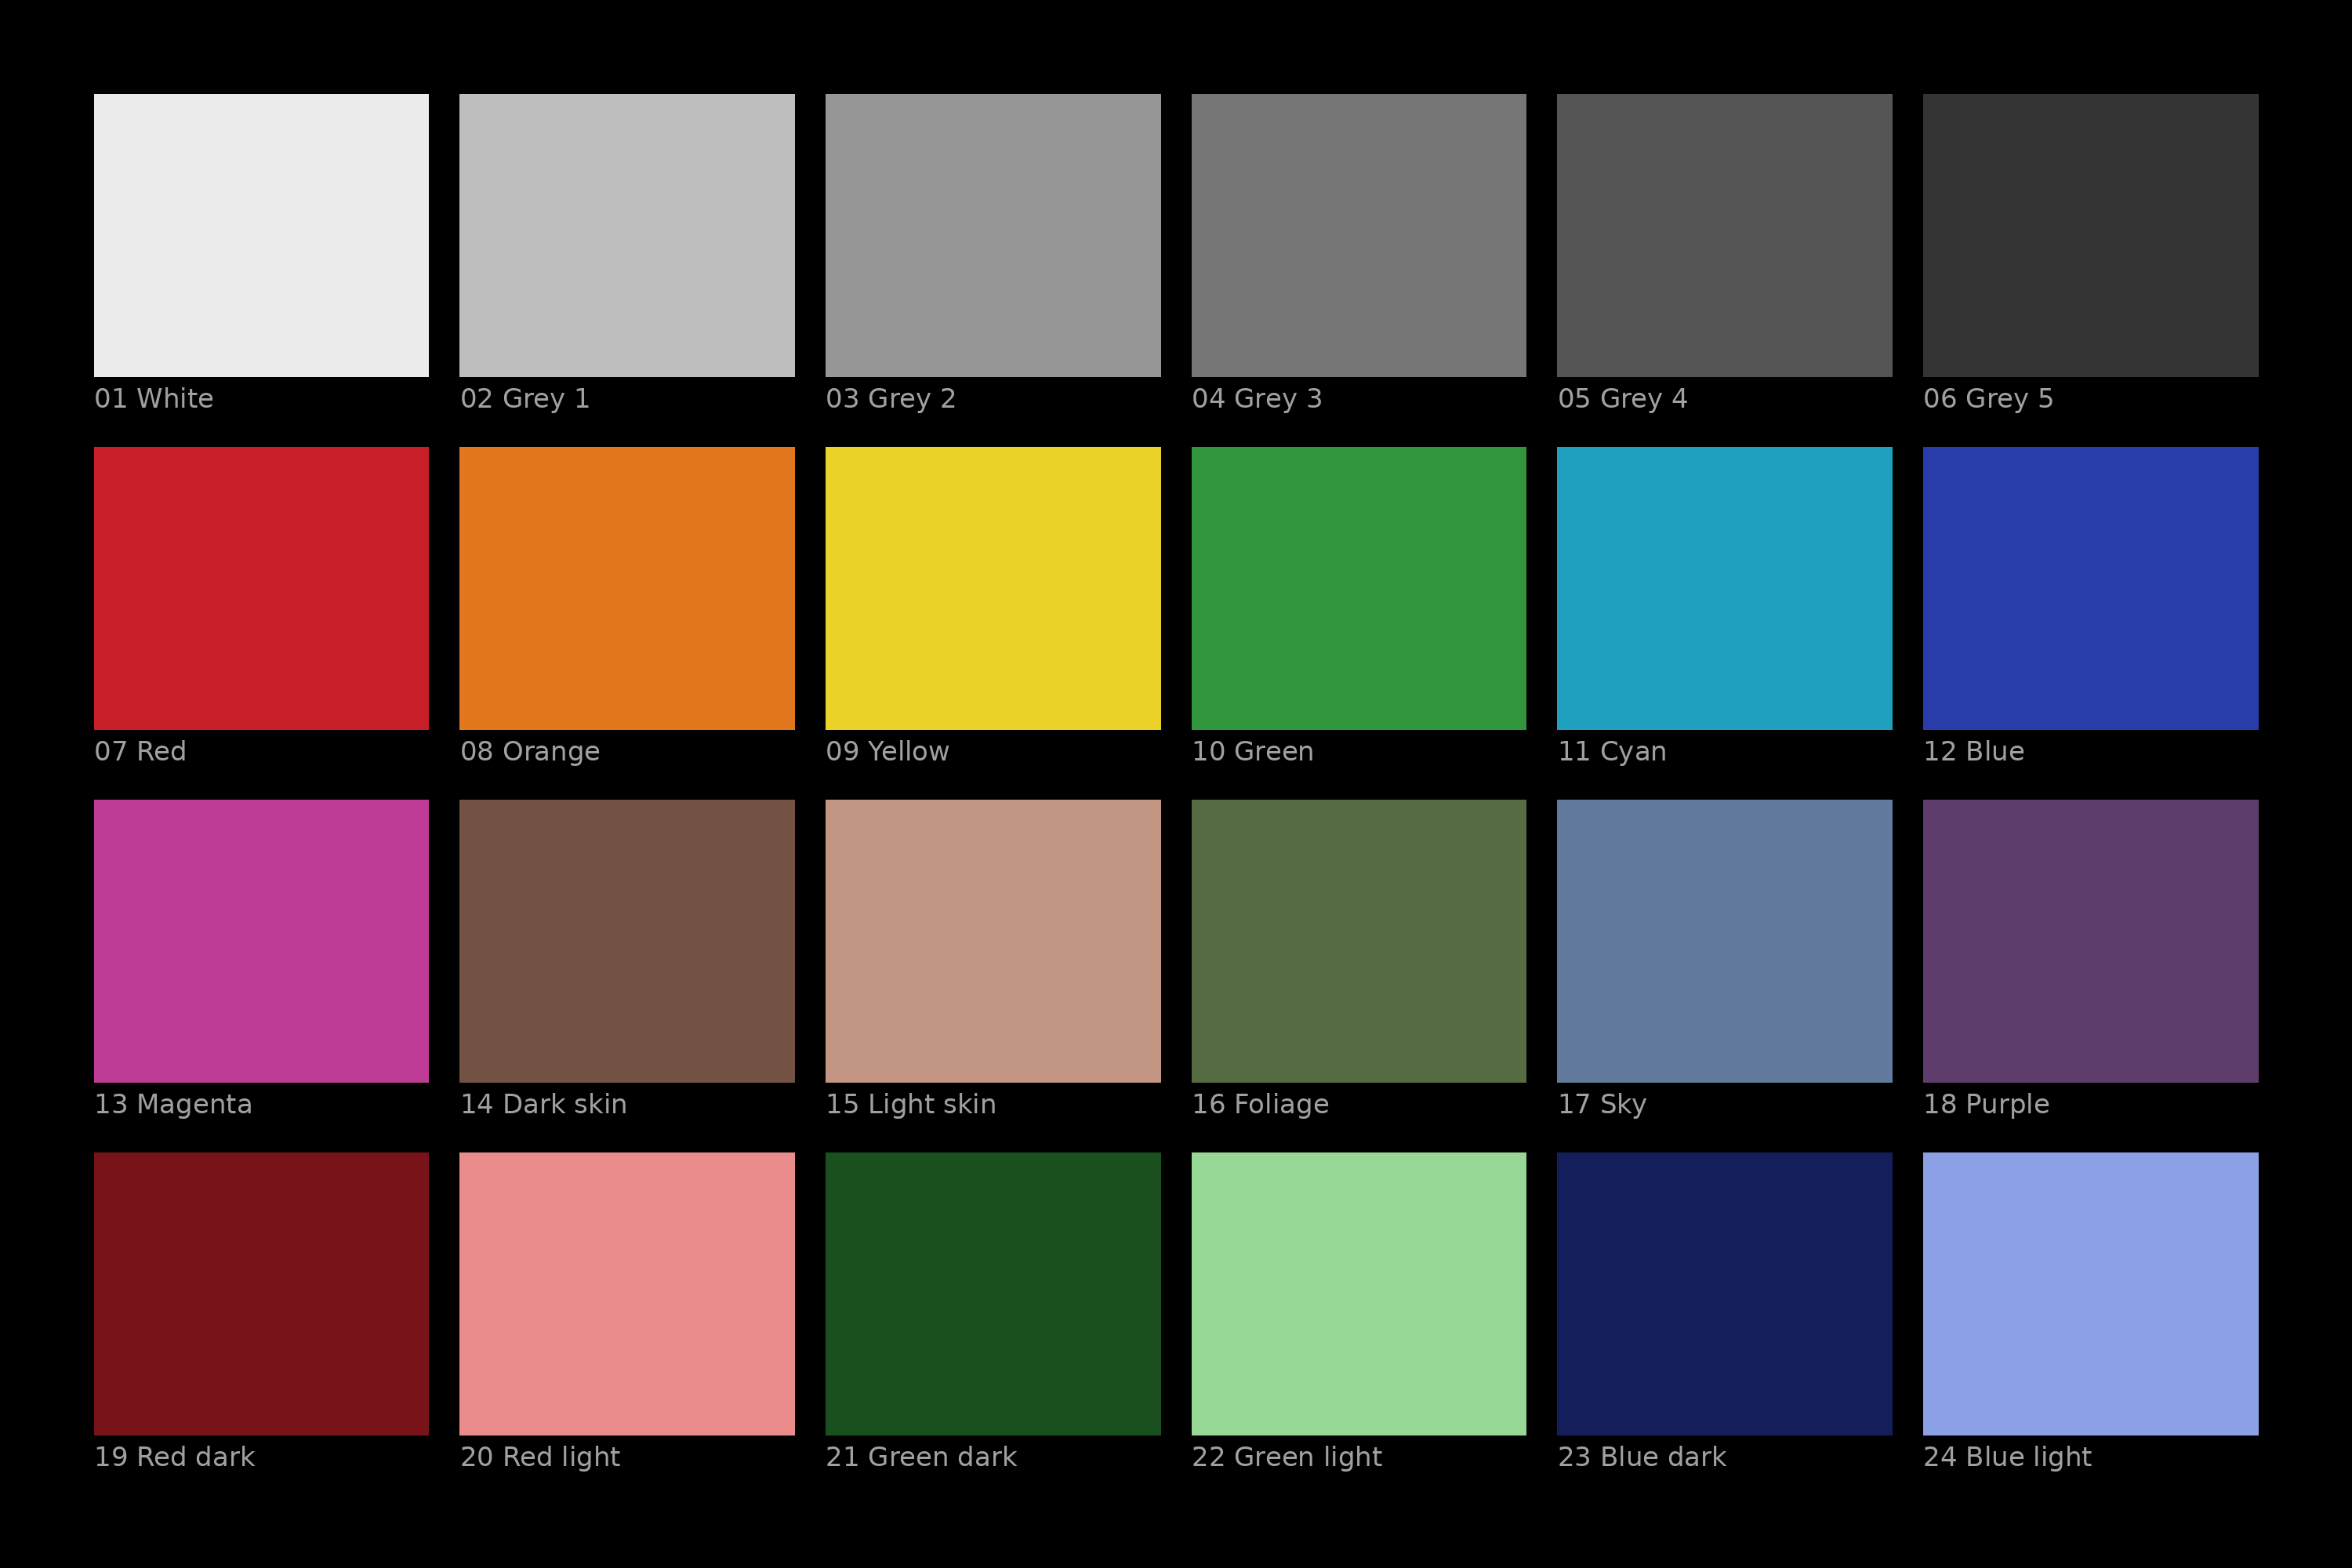 01 White
02 Grey 1
03 Grey 2
04 Grey 3
05 Grey 4
06 Grey 5
07 Red
08 Orange
09 Yellow
10 Green
11 Cyan
12 Blue
13 Magenta
14 Dark skin
15 Light skin
16 Foliage
17 Sky
18 Purple
19 Red dark
20 Red light
21 Green dark
22 Green light
23 Blue dark
24 Blue light